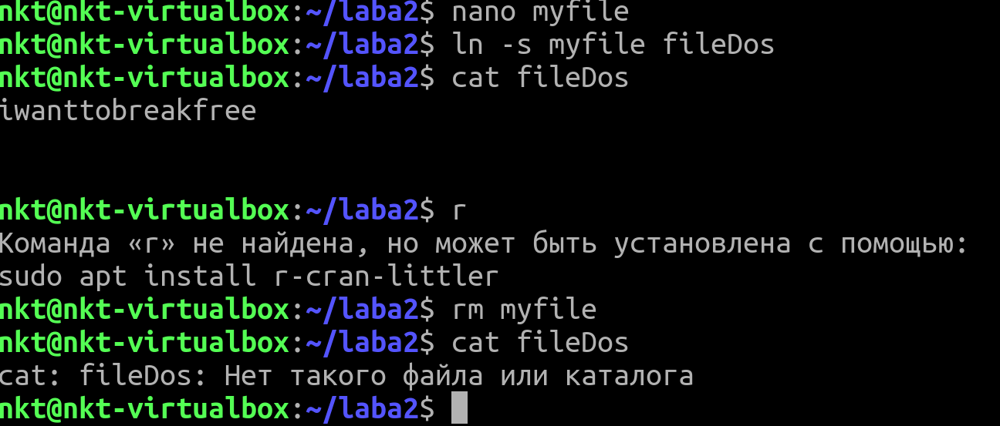 nkt@nkt-virtualbox:~/laba2$ nano myfile
nkt@nkt-virtualbox:~/laba2$ ln -s myfile fileDos
nkt@nkt-virtualbox:~/laba2$ cat fileDos
iwanttobreakfree
nkt@nkt-virtualbox:~/laba2$ r
Команда «r» не найдена, но может быть установлена с помощью:
sudo apt install r-cran-littler
nkt@nkt-virtualbox:~/laba2$ rm myfile
nkt@nkt-virtualbox:~/laba2$ cat fileDos
cat: fileDos: Нет такого файла или каталога
nkt@nkt-virtualbox:~/laba2$